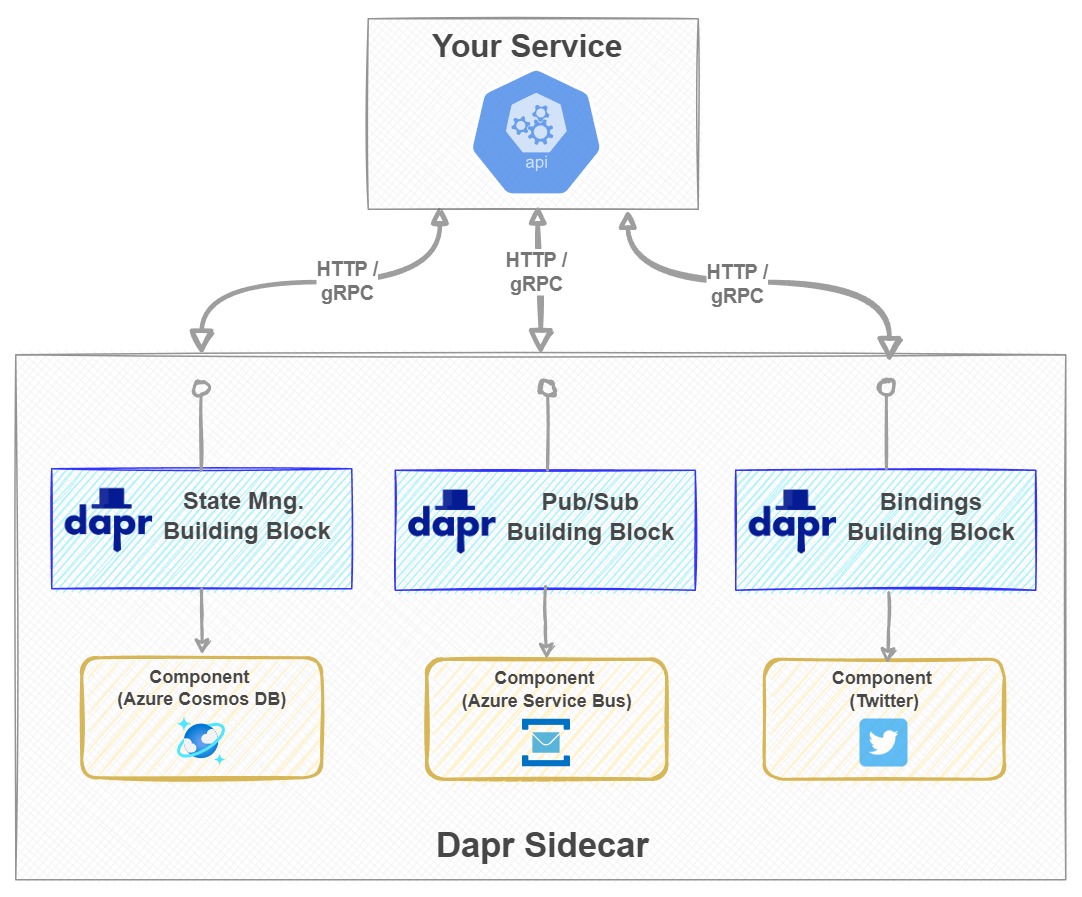 Your Service
api
HTTP /
gRPC
HTTP /
gRPC
HTTP /
gRPC
dapr
State Mng.
Building Block
dapr
Pub/Sub
Building Block
dapr
Bindings
Building Block
Component
(Azure Cosmos DB)
Component
(Azure Service Bus)
Component
(Twitter)
Dapr Sidecar